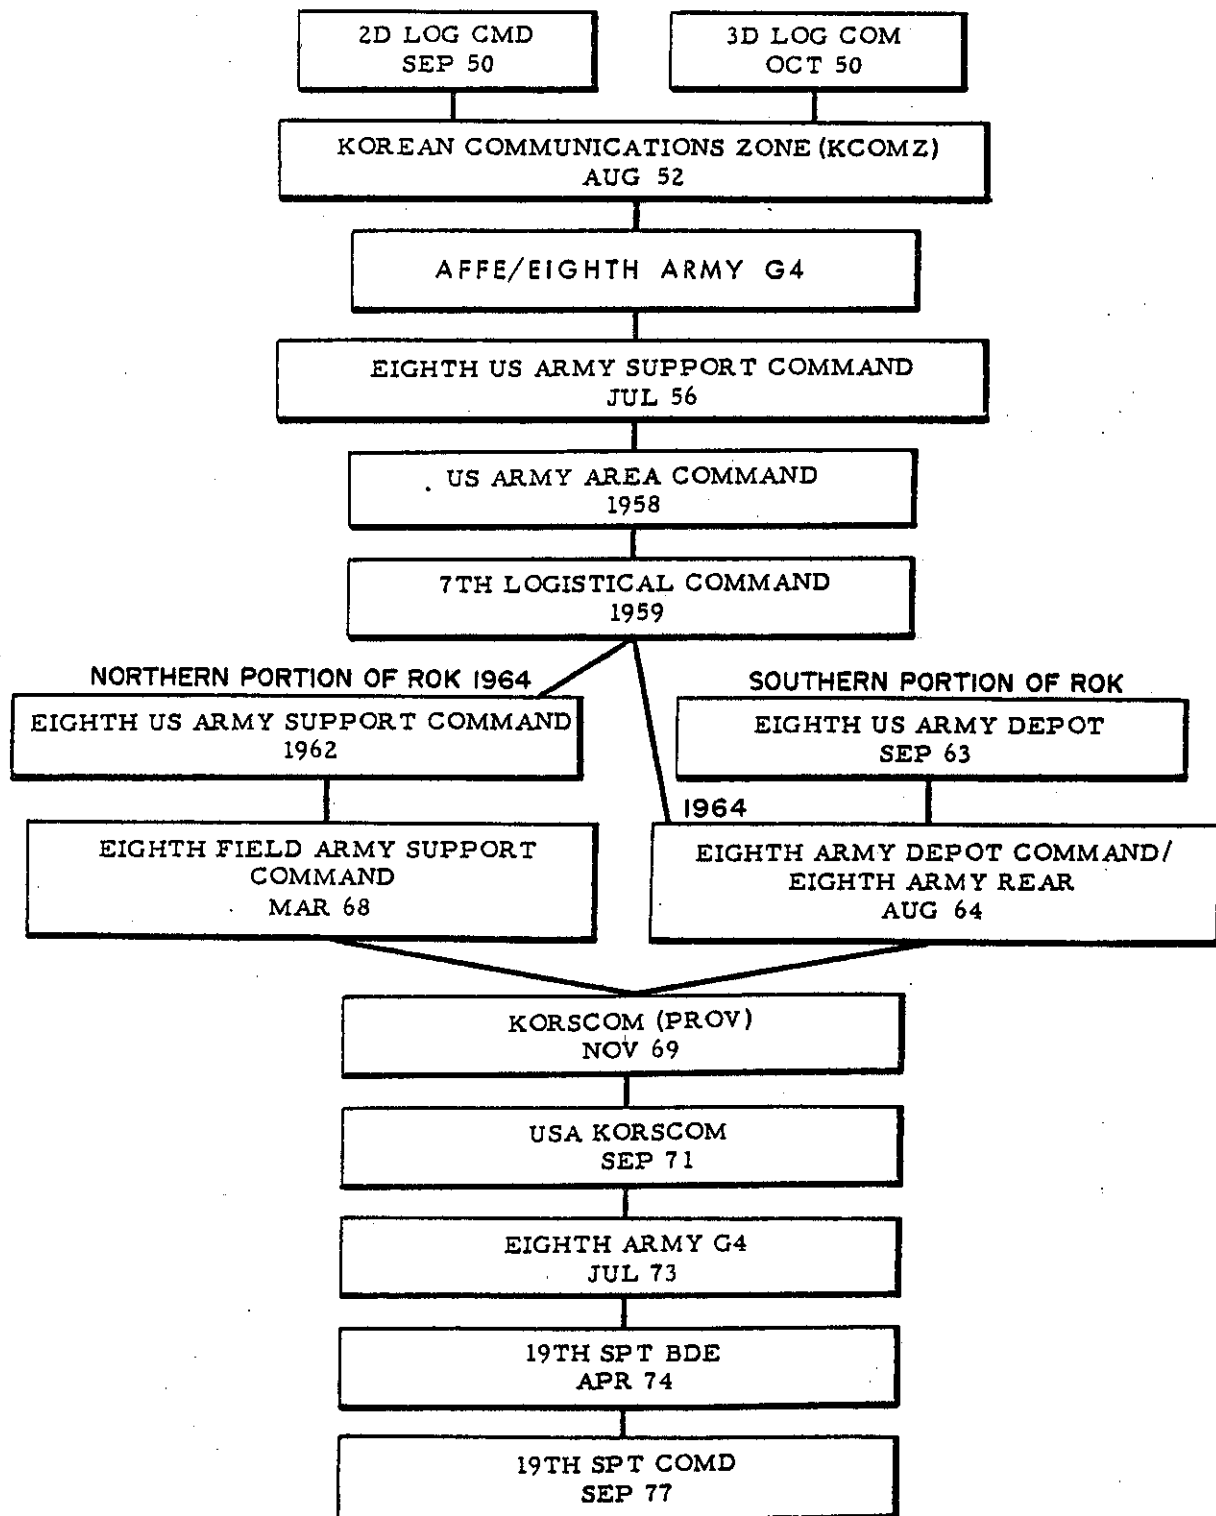 2D LOG CMD
SEP 50
3D LOG COM
OCT 50
KOREAN COMMUNICATIONS ZONE (KCOMZ)
AUG 52
AFFE/EIGHTH ARMY G4
EIGHTH US ARMY SUPPORT COMMAND
JUL 56
US ARMY AREA COMMAND
1958
7TH LOGISTICAL COMMAND
1959
NORTHERN PORTION OF ROK 1964
EIGHTH US ARMY SUPPORT COMMAND
1962
SOUTHERN PORTION OF ROK
EIGHTH US ARMY DEPOT
SEP 63
EIGHTH FIELD ARMY SUPPORT
COMMAND
MAR 68
1964
EIGHTH ARMY DEPOT COMMAND/
EIGHTH ARMY REAR
AUG 64
KORSCOM (PROV)
NOV 69
USA KORSCOM
SEP 71
EIGHTH ARMY G4
JUL 73
19TH SPT BDE
APR 74
19TH SPT COMD
SEP 77